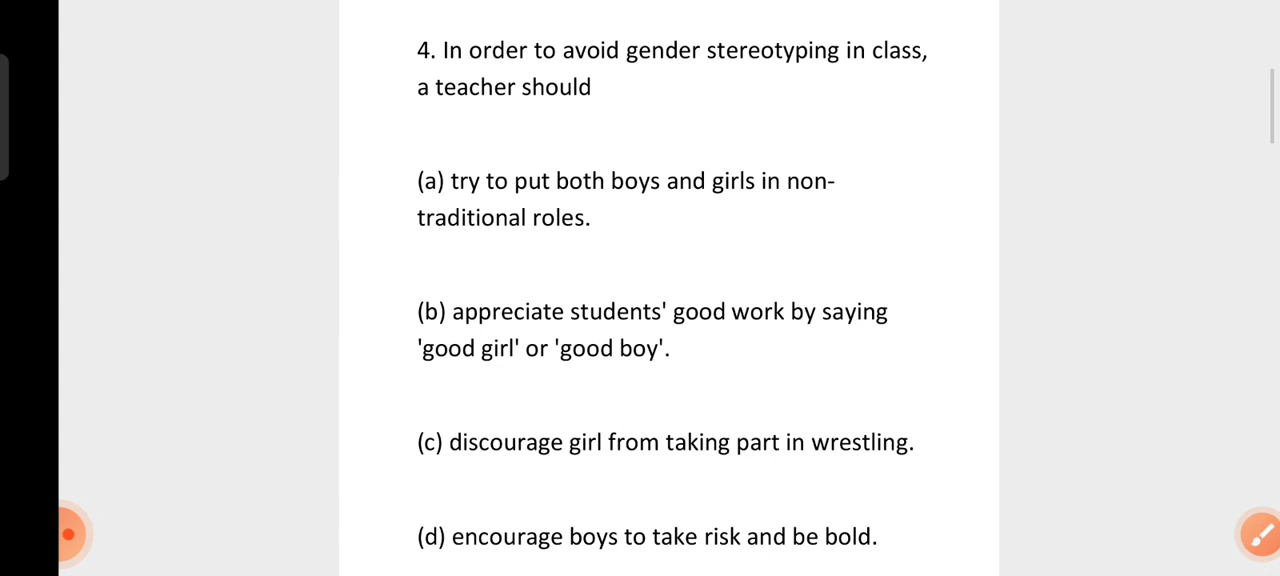 4. In order to avoid gender stereotyping in class,
a teacher should
(a) try to put both boys and girls in non-
traditional roles.
(b) appreciate students' good work by saying
'good girl' or 'good boy'.
(c) discourage girl from taking part in wrestling.
(d) encourage boys to take risk and be bold.